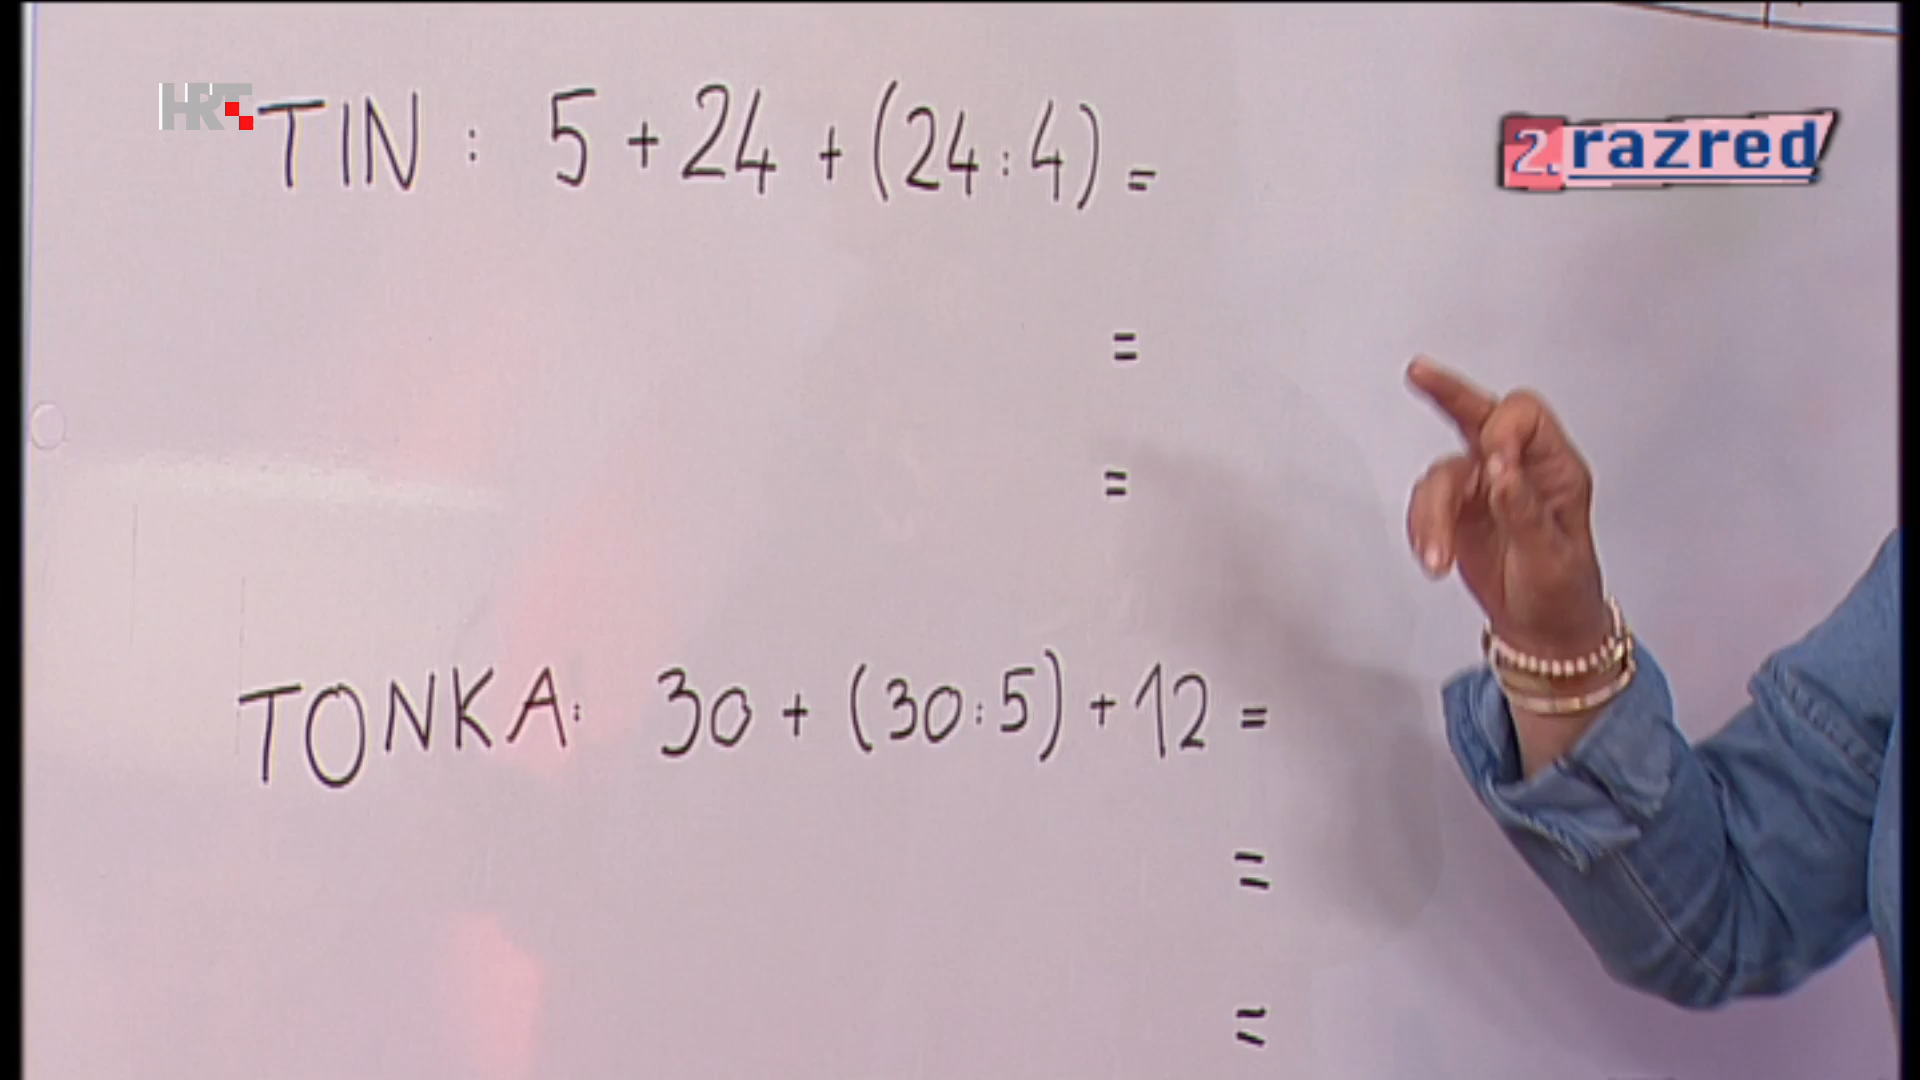 HRT
TIN : 5 + 24 + (24 : 4) =
2. razred
=
=
TONKA: 30 + (30:5) + 12 =
=
=